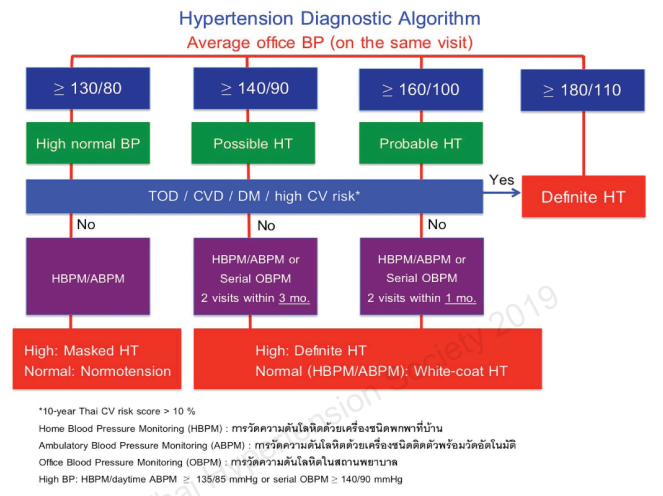 Hypertension Diagnostic Algorithm
Average office BP (on the same visit)
≥ 130/80
≥ 140/90
≥ 160/100
≥ 180/110
High normal BP
Possible HT
Probable HT
TOD / CVD / DM / high CV risk*
Yes
Definite HT
No
No
No
HBPM/ABPM
HBPM/ABPM or
Serial OBPM
2 visits within 3 mo.
HBPM/ABPM or
Serial OBPM
2 visits within 1 mo.
High: Masked HT
Normal: Normotension
High: Definite HT
Normal (HBPM/ABPM): White-coat HT
*10-year Thai CV risk score > 10 %
Home Blood Pressure Monitoring (HBPM) : การวัดความดันโลหิตด้วยเครื่องชนิดพกพาที่บ้าน
Ambulatory Blood Pressure Monitoring (ABPM) : การวัดความดันโลหิตด้วยเครื่องชนิดติดตัวพร้อมวัดอัตโนมัติ
Office Blood Pressure Monitoring (OBPM) : การวัดความดันโลหิตในสถานพยาบาล
High BP: HBPM/daytime ABPM ≥ 135/85 mmHg or serial OBPM ≥ 140/90 mmHg
Thai Hypertension Society 2019